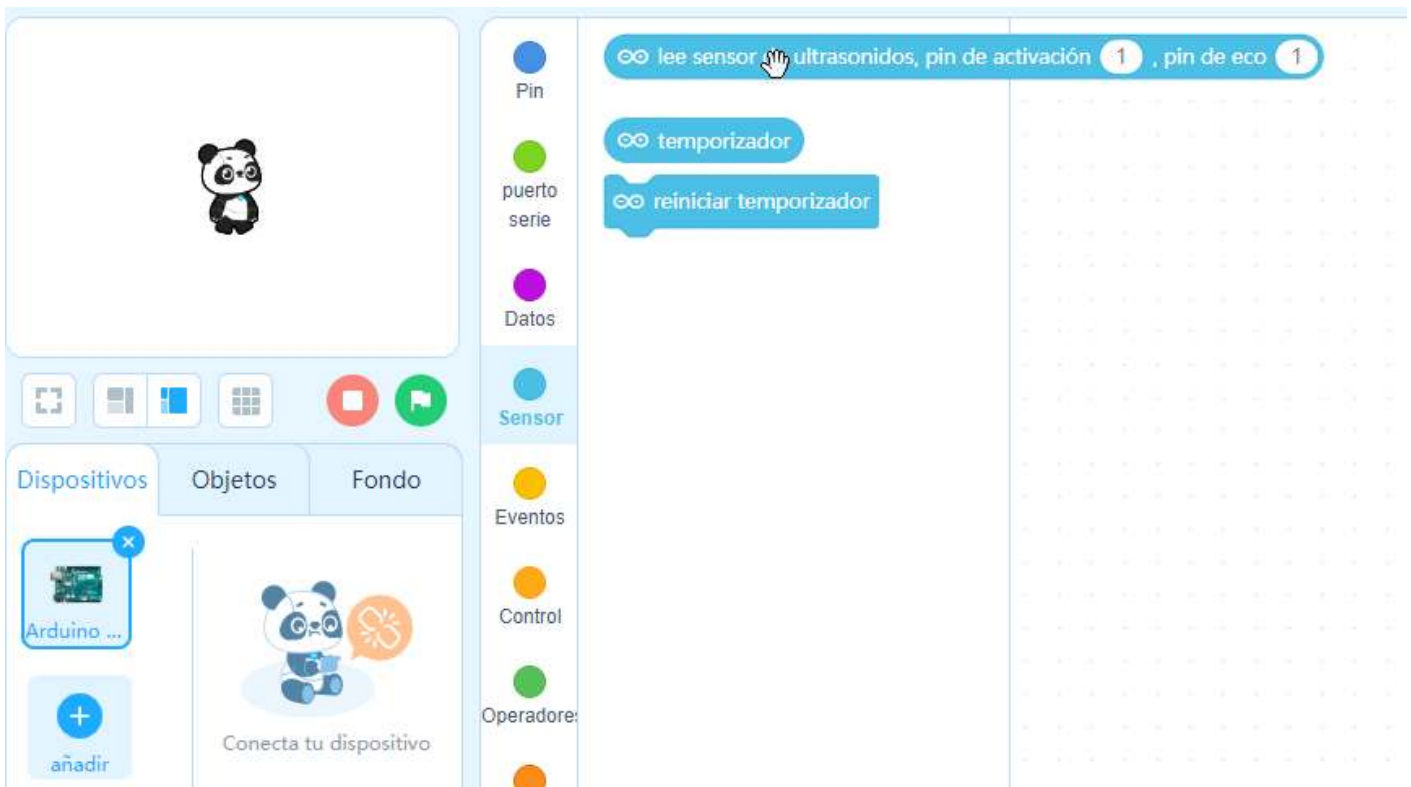 Pin
puerto
serie
Datos
Sensor
Eventos
Control
Operadores
lee sensor ultrasonidos, pin de activación 1 , pin de eco 1
temporizador
reiniciar temporizador
Dispositivos Objetos Fondo
Arduino ...
añadir
Conecta tu dispositivo